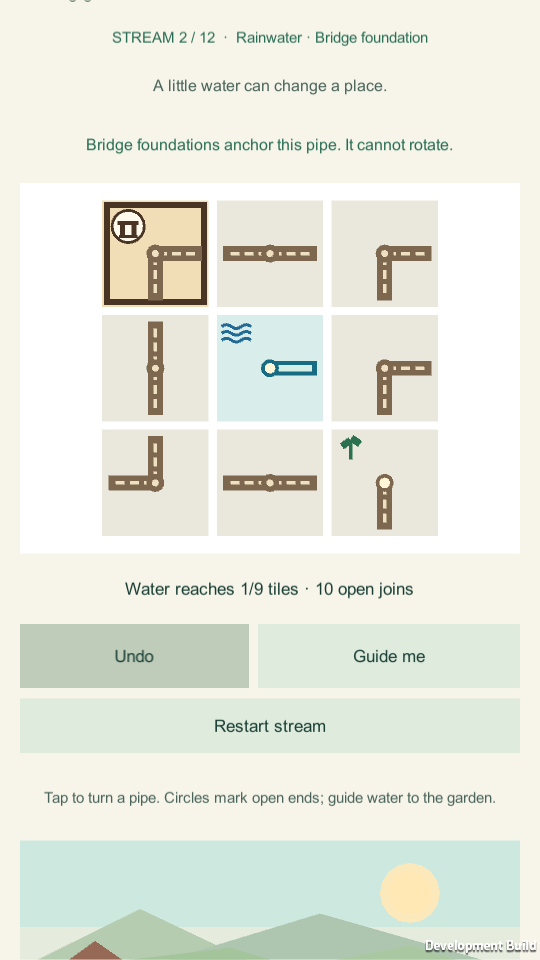 STREAM 2 / 12 · Rainwater · Bridge foundation
A little water can change a place.
Bridge foundations anchor this pipe. It cannot rotate.
Water reaches 1/9 tiles · 10 open joins
Undo
Guide me
Restart stream
Tap to turn a pipe. Circles mark open ends; guide water to the garden.
Development Build